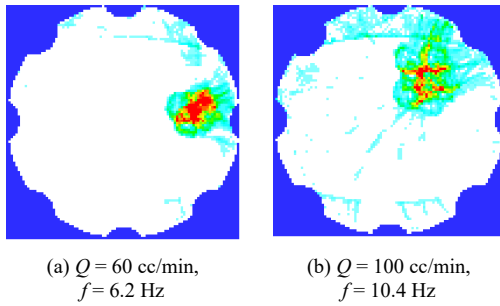 (a) Q = 60 cc/min,
f = 6.2 Hz
(b) Q = 100 cc/min,
f = 10.4 Hz